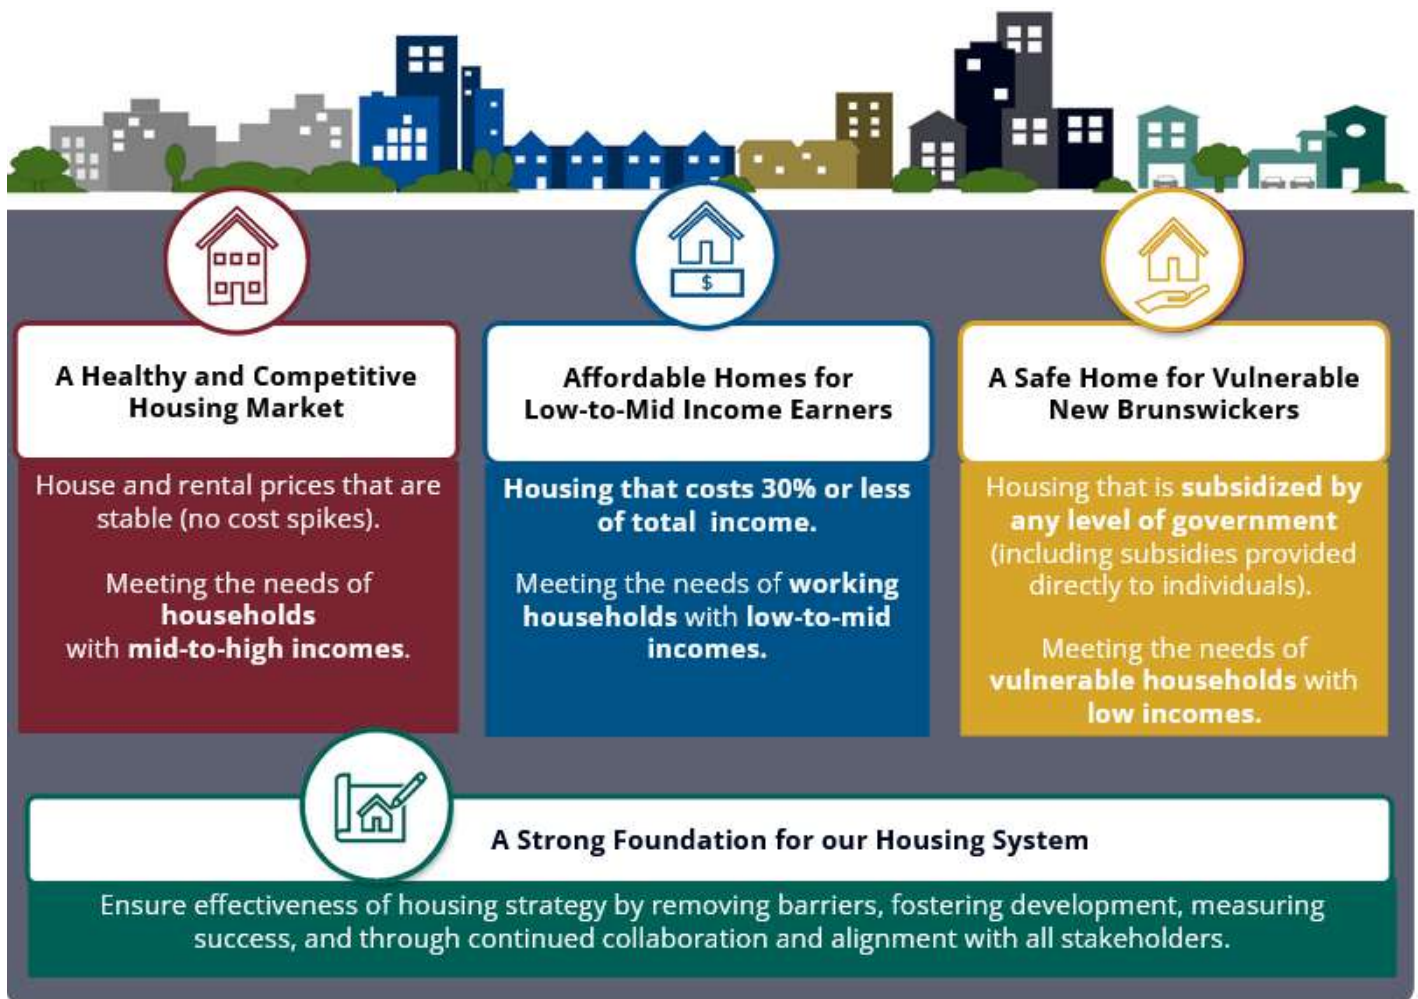 A Healthy and Competitive
Housing Market
House and rental prices that are
stable (no cost spikes).
Meeting the needs of
households
with mid-to-high incomes.
$
Affordable Homes for
Low-to-Mid Income Earners
Housing that costs 30% or less
of total income.
Meeting the needs of working
households with low-to-mid
incomes.
A Safe Home for Vulnerable
New Brunswickers
Housing that is subsidized by
any level of government
(including subsidies provided
directly to individuals).
Meeting the needs of
vulnerable households with
low incomes.
A Strong Foundation for our Housing System
Ensure effectiveness of housing strategy by removing barriers, fostering development, measuring
success, and through continued collaboration and alignment with all stakeholders.